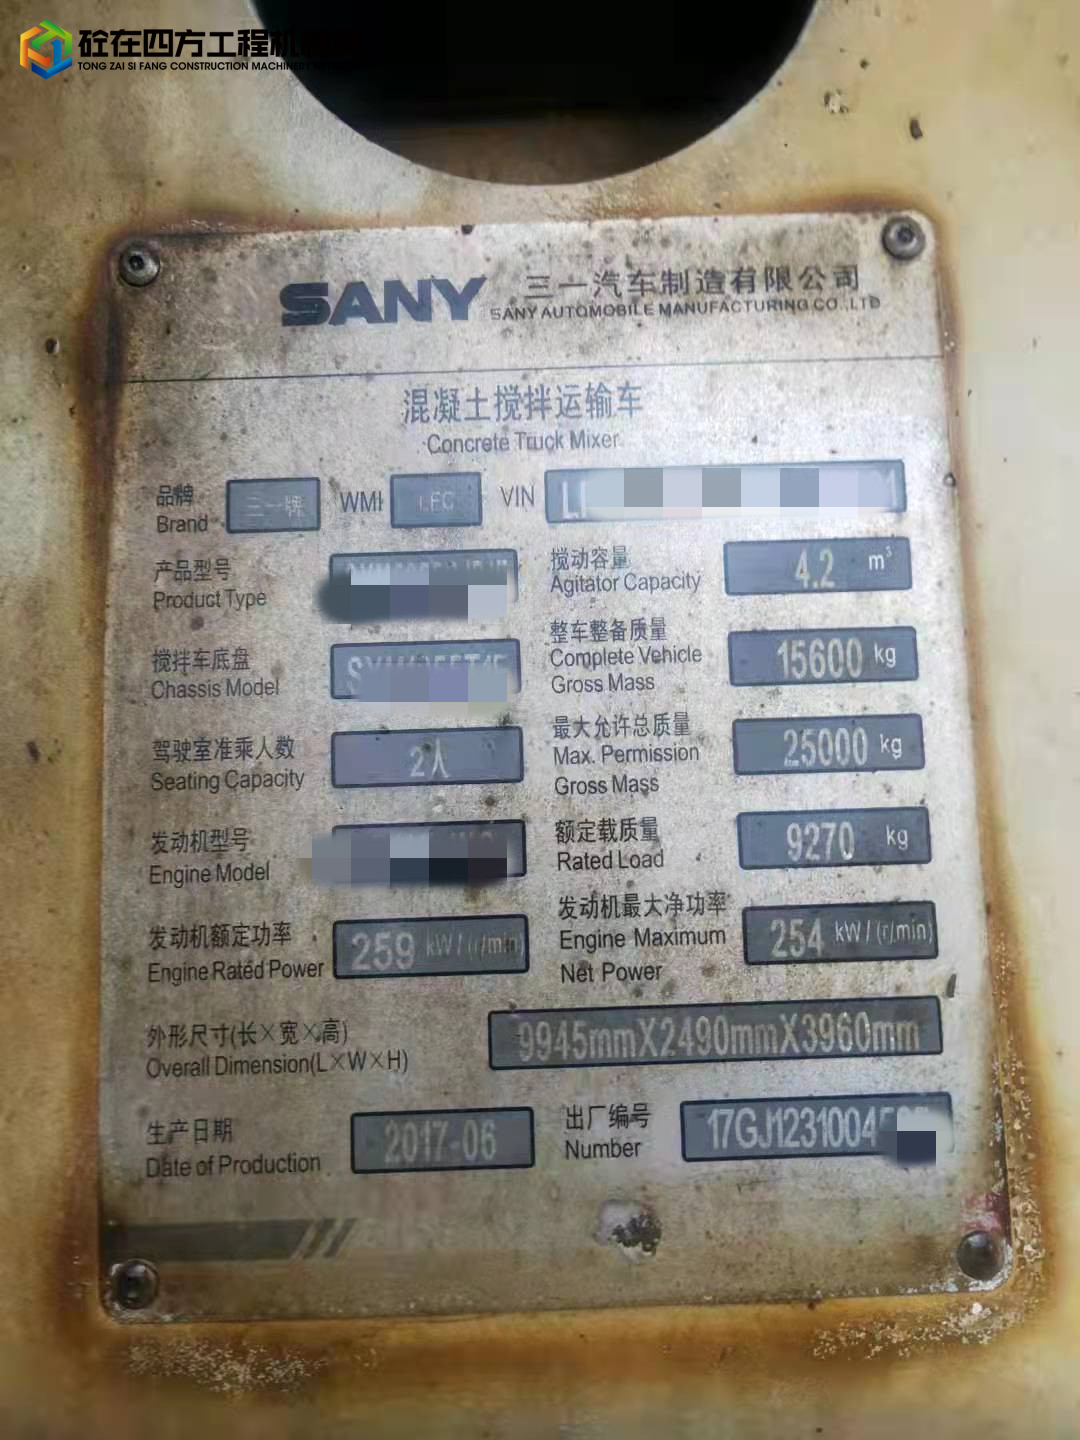 砼在四方工程机
TONG ZAI SI FANG CONSTRUCTION MACHINERY
SANY 三一汽车制造有限公司
SANY AUTOMOBILE MANUFACTURING CO.,LTD
混凝土搅拌运输车
Concrete Truck Mixer
品牌
Brand
三一牌
WMI
LFC
VIN
产品型号
Product Type
搅动容量
Agitator Capacity
4.2 m³
搅拌车底盘
Chassis Model
整车整备质量
Complete Vehicle
Gross Mass
15600 kg
驾驶室准乘人数
Seating Capacity
2人
最大允许总质量
Max. Permission
Gross Mass
25000 kg
发动机型号
Engine Model
额定载质量
Rated Load
9270 kg
发动机额定功率
Engine Rated Power
259 kW/(r/min)
发动机最大净功率
Engine Maximum
Net Power
254 kW/(r/min)
外形尺寸(长×宽×高)
Overall Dimension(L×W×H)
9945mmX2490mmX3960mm
生产日期
Date of Production
2017-06
出厂编号
Number
17GJ1231004